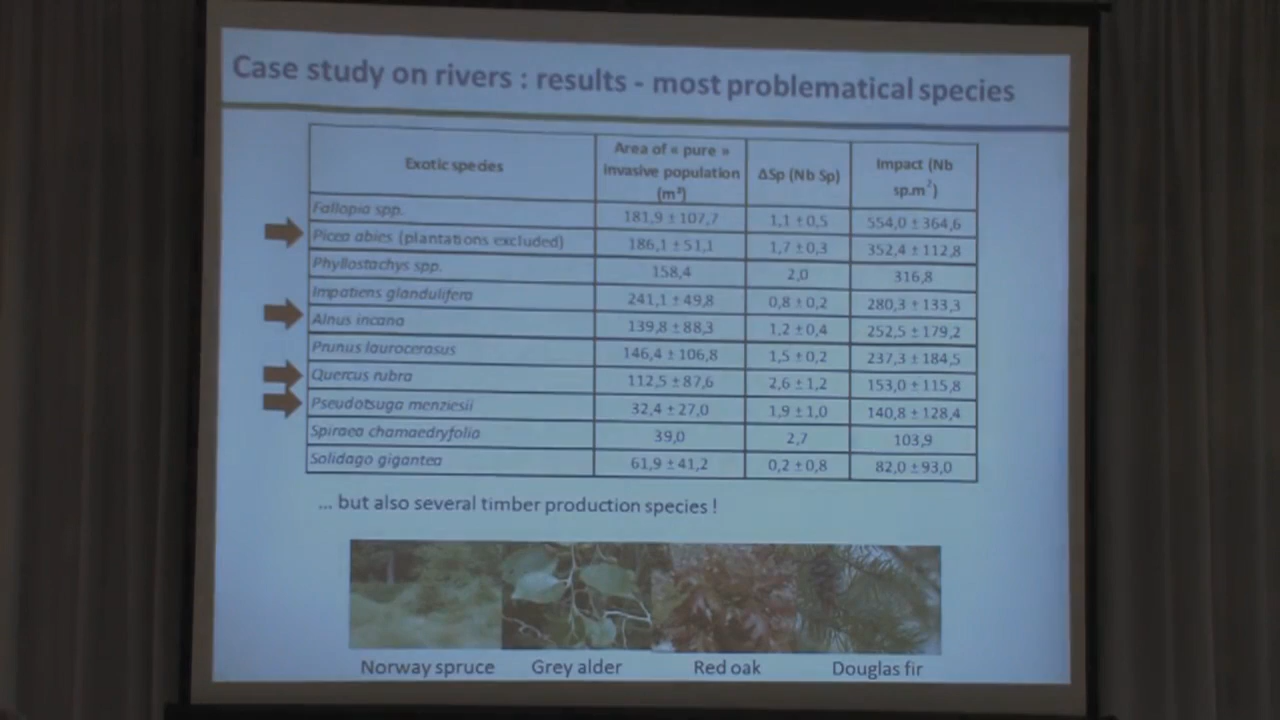 Case study on rivers : results - most problematical species
Exotic species
Area of « pure »
invasive population
(m²)
ΔSp (Nb Sp)
Impact (Nb
sp.m²)
Fallopia spp. 181,9 ± 107,7 1,1 ± 0,5 554,0 ± 364,6
Picea abies (plantations excluded) 186,1 ± 51,1 1,7 ± 0,3 352,4 ± 112,8
Phyllostachys spp. 158,4 2,0 316,8
Impatiens glandulifera 241,1 ± 49,8 0,8 ± 0,2 280,3 ± 133,3
Alnus incana 139,8 ± 88,3 1,2 ± 0,4 252,5 ± 179,2
Prunus laurocerasus 146,4 ± 106,8 1,5 ± 0,2 237,3 ± 184,5
Quercus rubra 112,5 ± 87,6 2,6 ± 1,2 153,0 ± 115,8
Pseudotsuga menziesii 32,4 ± 27,0 1,9 ± 1,0 140,8 ± 128,4
Spiraea chamaedryfolia 39,0 2,7 103,9
Solidago gigantea 61,9 ± 41,2 0,2 ± 0,8 82,0 ± 93,0
... but also several timber production species !
Norway spruce Grey alder Red oak Douglas fir